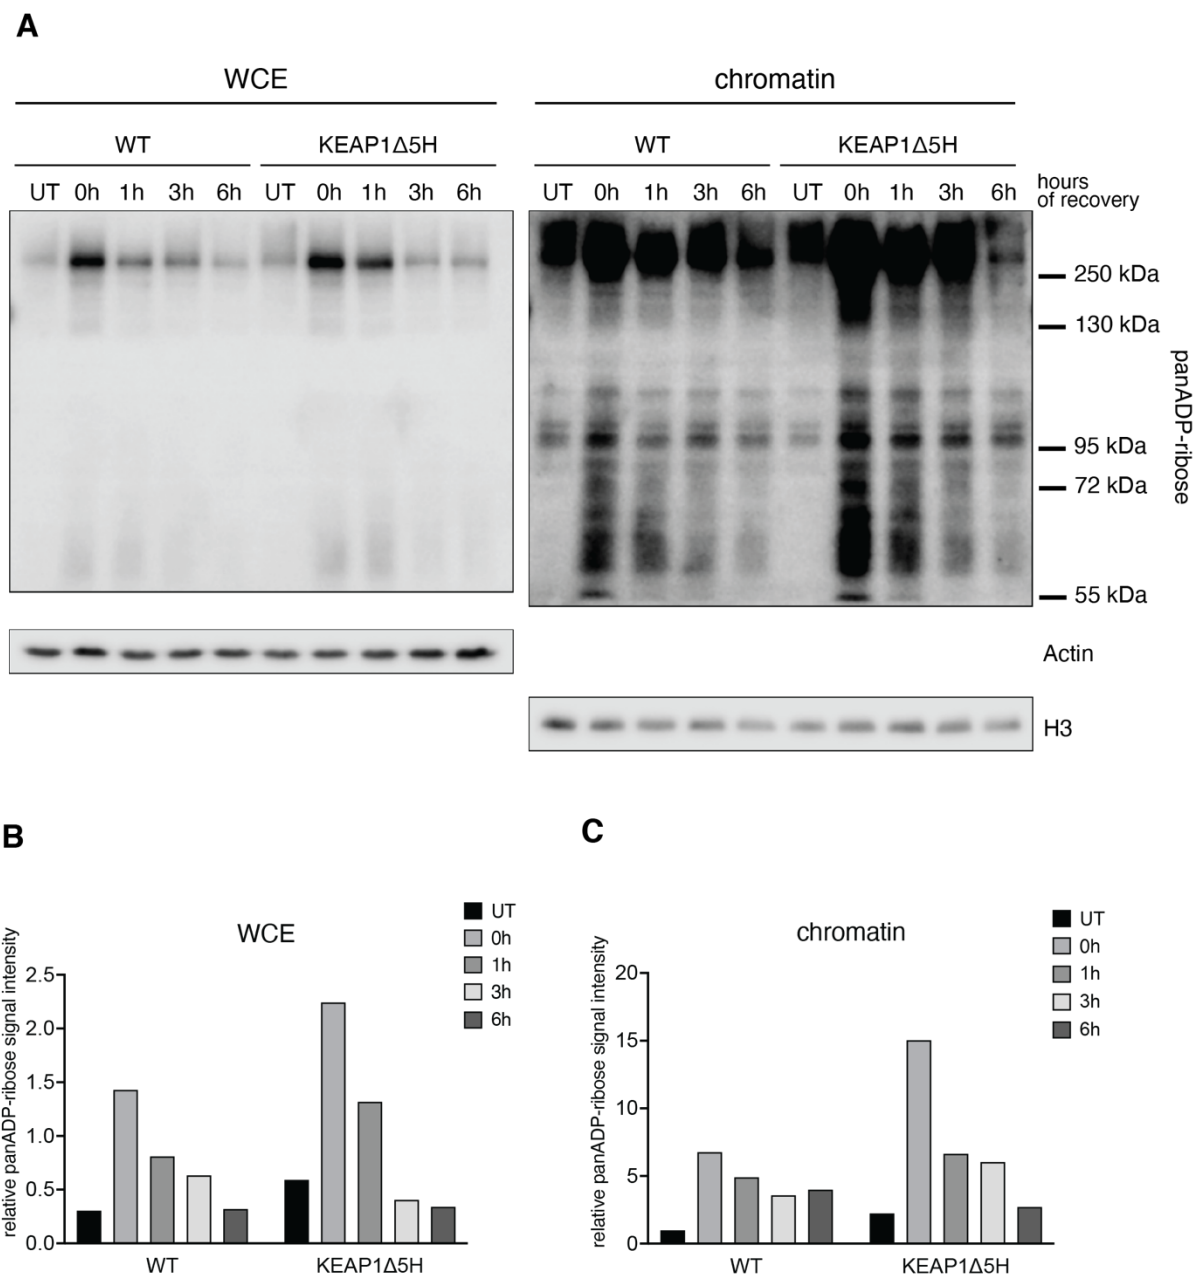 A
WCE
chromatin
WT
KEAP1Δ5H
WT
KEAP1Δ5H
UT 0h 1h 3h 6h UT 0h 1h 3h 6h
UT 0h 1h 3h 6h UT 0h 1h 3h 6h
hours
of recovery
250 kDa
130 kDa
95 kDa
72 kDa
55 kDa
panADP-ribose
Actin
H3
B
WCE
relative panADP-ribose signal intensity
2.5
2.0
1.5
1.0
0.5
0.0
WT
KEAP1Δ5H
UT
0h
1h
3h
6h
C
chromatin
relative panADP-ribose signal intensity
20
15
10
5
0
WT
KEAP1Δ5H
UT
0h
1h
3h
6h